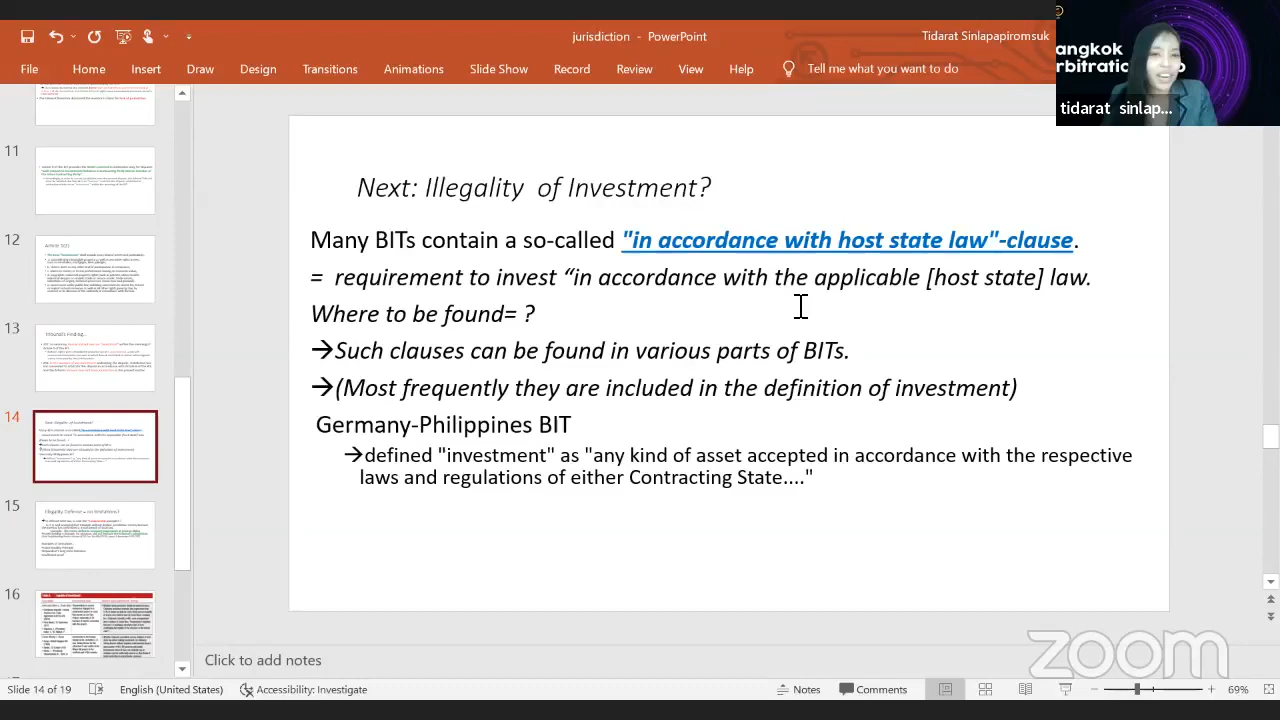 jurisdiction - PowerPoint
Tidarat Sinlapapiromsuk
File Home Insert Draw Design Transitions Animations Slide Show Record Review View Help Tell me what you want to do
angkok
rbitratio
tidarat sinlap...
11
12
13
14
15
16
Next: Illegality of Investment?
Many BITs contain a so-called "in accordance with host state law"-clause.
= requirement to invest “in accordance with the applicable [host state] law.
Where to be found= ?
→Such clauses can be found in various parts of BITs.
→(Most frequently they are included in the definition of investment)
Germany-Philippines BIT
→defined "investment" as "any kind of asset accepted in accordance with the respective
laws and regulations of either Contracting State...."
Click to add notes
zoom
Slide 14 of 19 English (United States) Accessibility: Investigate Notes Comments 69%